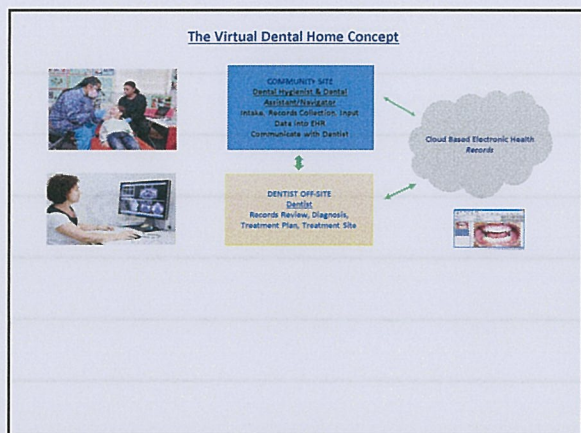 The Virtual Dental Home Concept
COMMUNITY SITE
Dental Hygienist & Dental
Assistant/Navigator
Intake, Records Collection, Input
Data into EHR
Communicate with Dentist
Cloud Based Electronic Health
Records
DENTIST OFF-SITE
Dentist
Records Review, Diagnosis,
Treatment Plan, Treatment Site